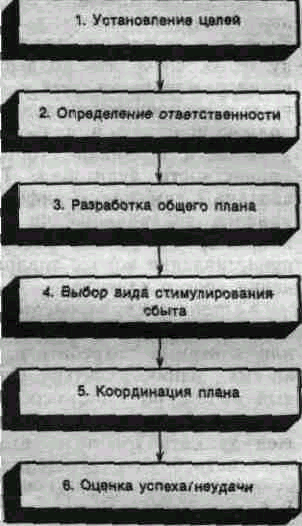 1. Установление целей
2. Определение ответственности
3. Разработка общего плана
4. Выбор вида стимулирования
сбыта
5. Координация плана
6. Оценка успеха/неудачи